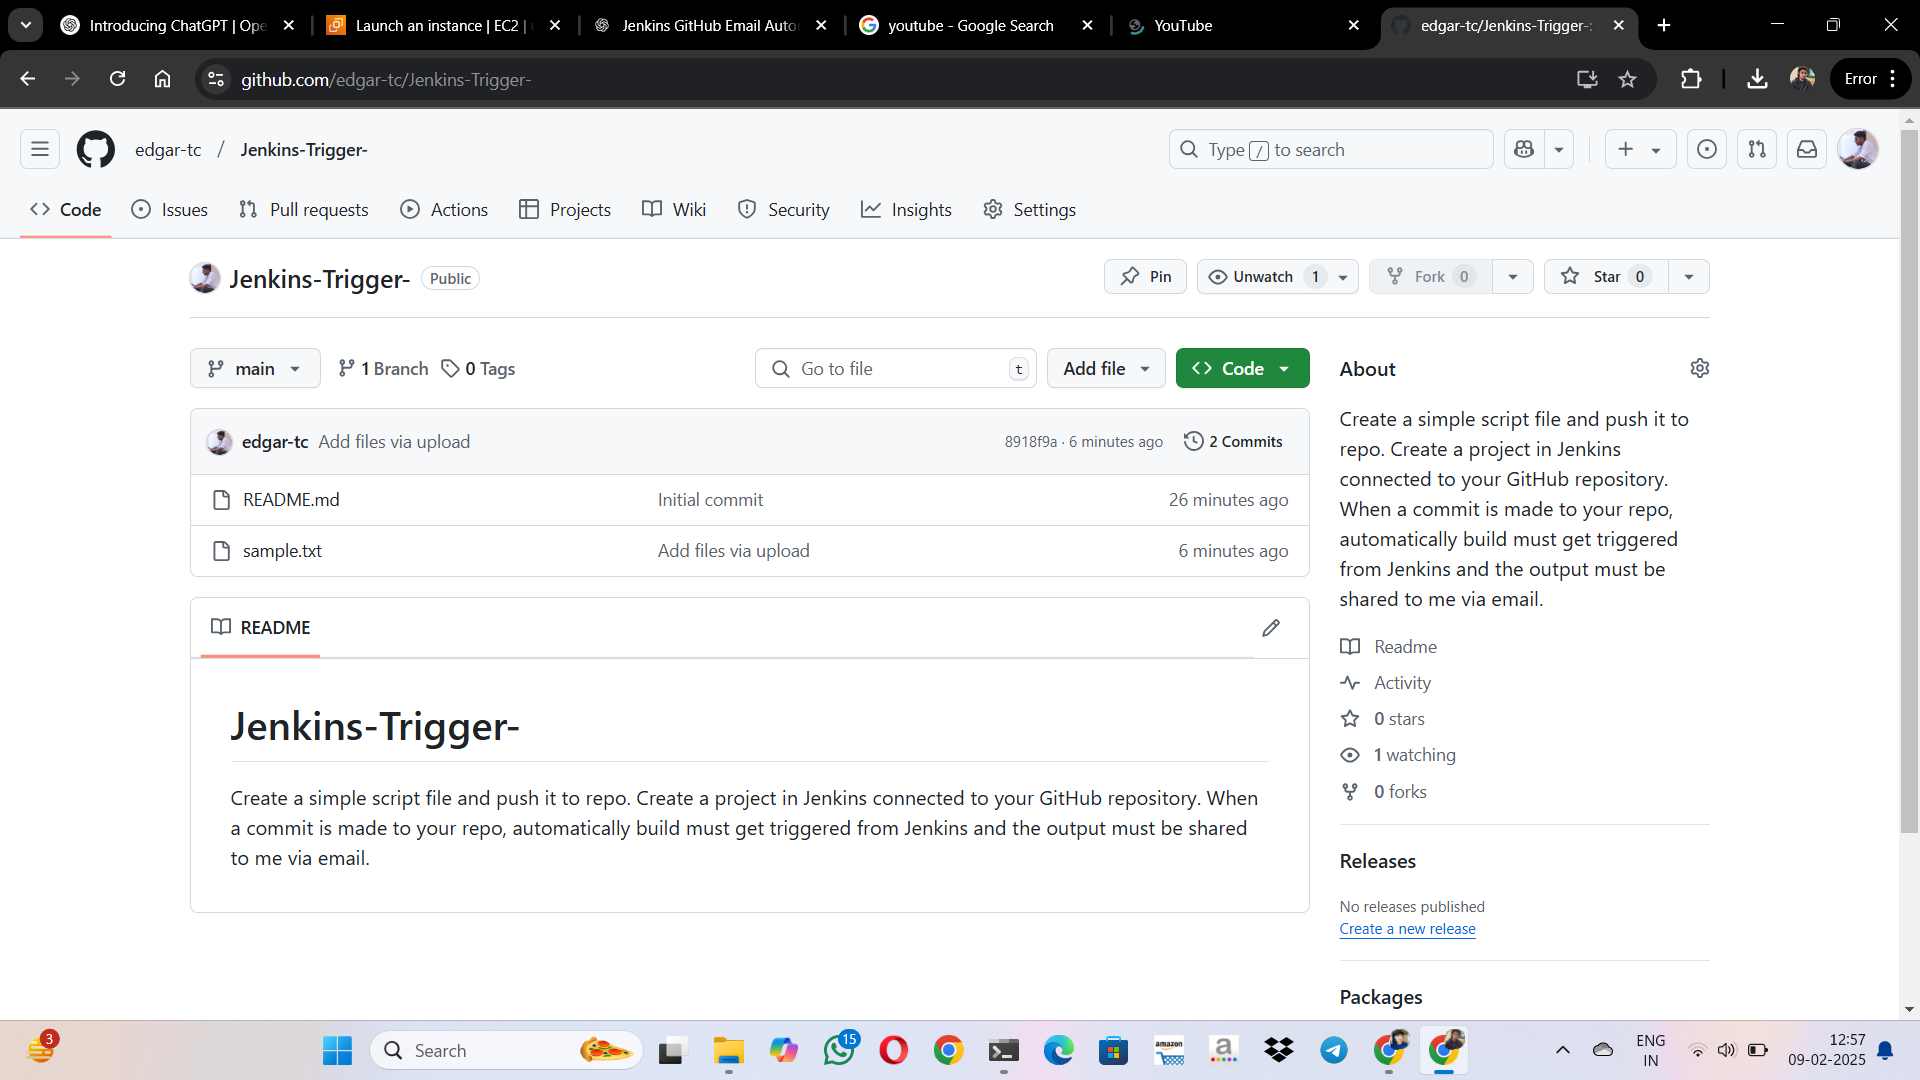 Introducing ChatGPT | Ope
Launch an instance | EC2 |
Jenkins GitHub Email Auto
youtube - Google Search
YouTube
edgar-tc/Jenkins-Trigger-:
github.com/edgar-tc/Jenkins-Trigger-
Error
edgar-tc / Jenkins-Trigger-
Type / to search
Code
Issues
Pull requests
Actions
Projects
Wiki
Security
Insights
Settings
Jenkins-Trigger- Public
Pin
Unwatch 1
Fork 0
Star 0
main
1 Branch
0 Tags
Go to file t
Add file
Code
edgar-tc Add files via upload
8918f9a · 6 minutes ago
2 Commits
README.md Initial commit 26 minutes ago
sample.txt Add files via upload 6 minutes ago
README
Jenkins-Trigger-
Create a simple script file and push it to repo. Create a project in Jenkins connected to your GitHub repository. When
a commit is made to your repo, automatically build must get triggered from Jenkins and the output must be shared
to me via email.
About
Create a simple script file and push it to
repo. Create a project in Jenkins
connected to your GitHub repository.
When a commit is made to your repo,
automatically build must get triggered
from Jenkins and the output must be
shared to me via email.
Readme
Activity
0 stars
1 watching
0 forks
Releases
No releases published
Create a new release
Packages
3
Search
15
amazon
a
ENG
IN
12:57
09-02-2025